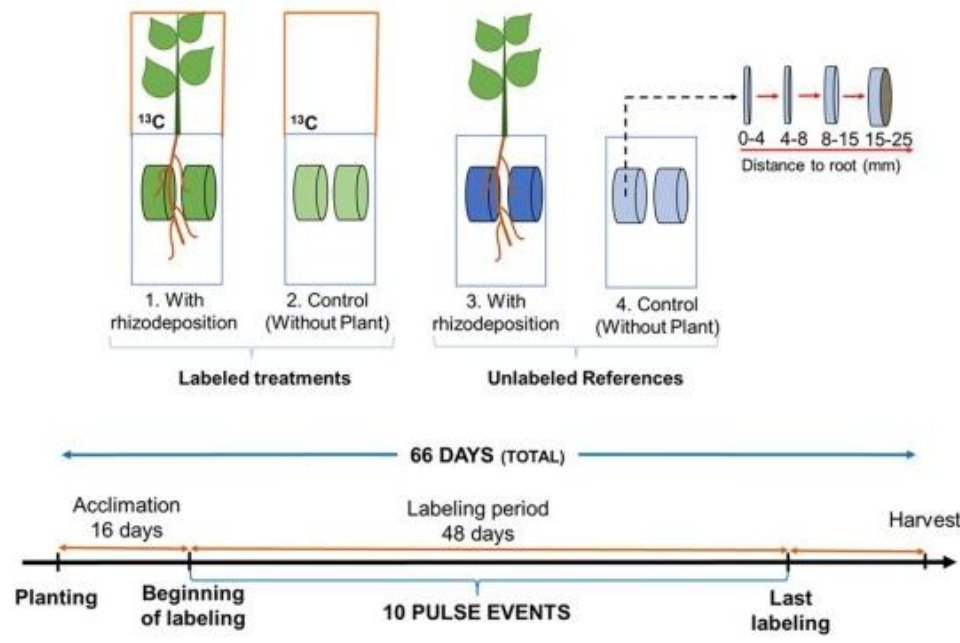 ¹³C
¹³C
0-4 4-8 8-15 15-25
Distance to root (mm)
1. With
rhizodeposition
2. Control
(Without Plant)
3. With
rhizodeposition
4. Control
(Without Plant)
Labeled treatments
Unlabeled References
66 DAYS (TOTAL)
Acclimation
16 days
Labeling period
48 days
Harvest
Planting
Beginning
of labeling
10 PULSE EVENTS
Last
labeling